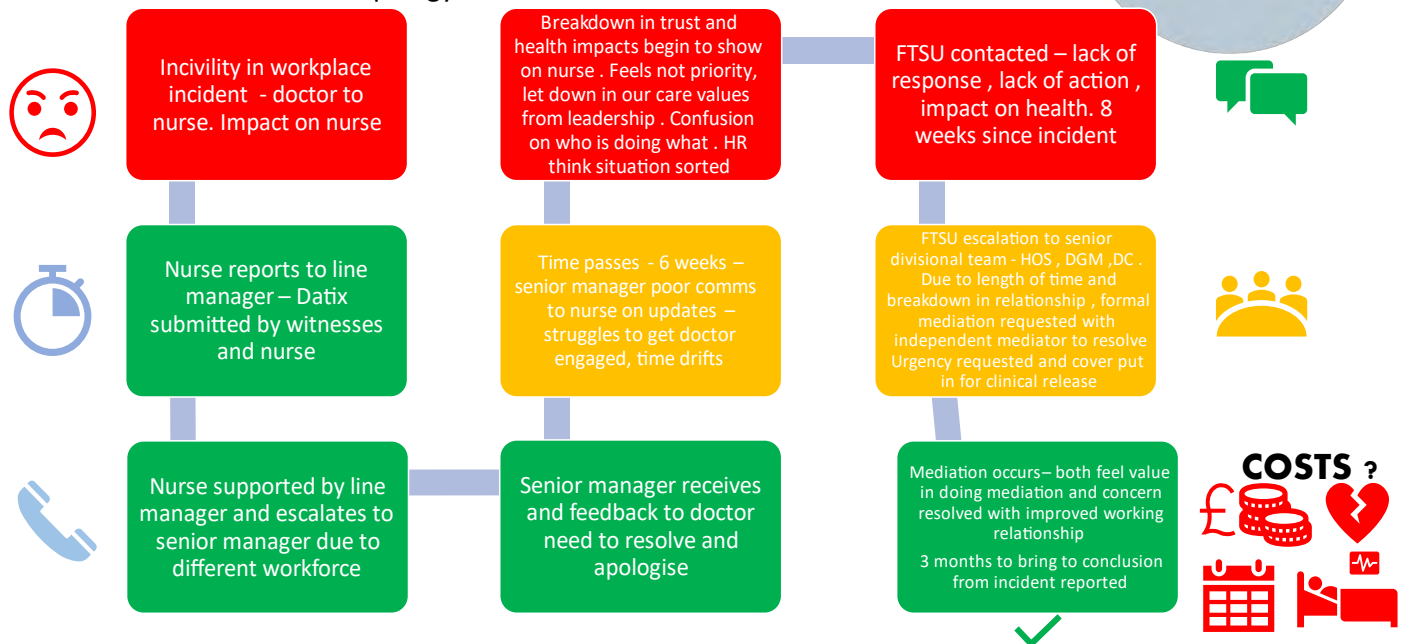 Incivility in workplace
incident  - doctor to
nurse. Impact on nurse
Nurse reports to line
manager – Datix
submitted by witnesses
and nurse
Nurse supported by line
manager and escalates to
senior manager due to
different workforce
Senior manager receives
and feedback to doctor
need to resolve and
apologise
Time passes  - 6 weeks –
senior manager poor comms
to nurse on updates  –
struggles to get doctor
engaged, time drifts
Breakdown in trust and
health impacts begin to show
on nurse . Feels not priority,
let down in our care values
from leadership . Confusion
on who is doing what . HR
think situation sorted
FTSU contacted – lack of
response , lack of action ,
impact on health. 8
weeks since incident
FTSU escalation to senior
divisional team - HOS , DGM ,DC .
Due to length of time and
breakdown in relationship , formal
mediation requested with
independent mediator to resolve
Urgency requested and cover put
in for clinical release
Mediation occurs– both feel value
in doing mediation and concern
resolved with improved working
relationship
3 months to bring to conclusion
from incident reported
COSTS ?
£